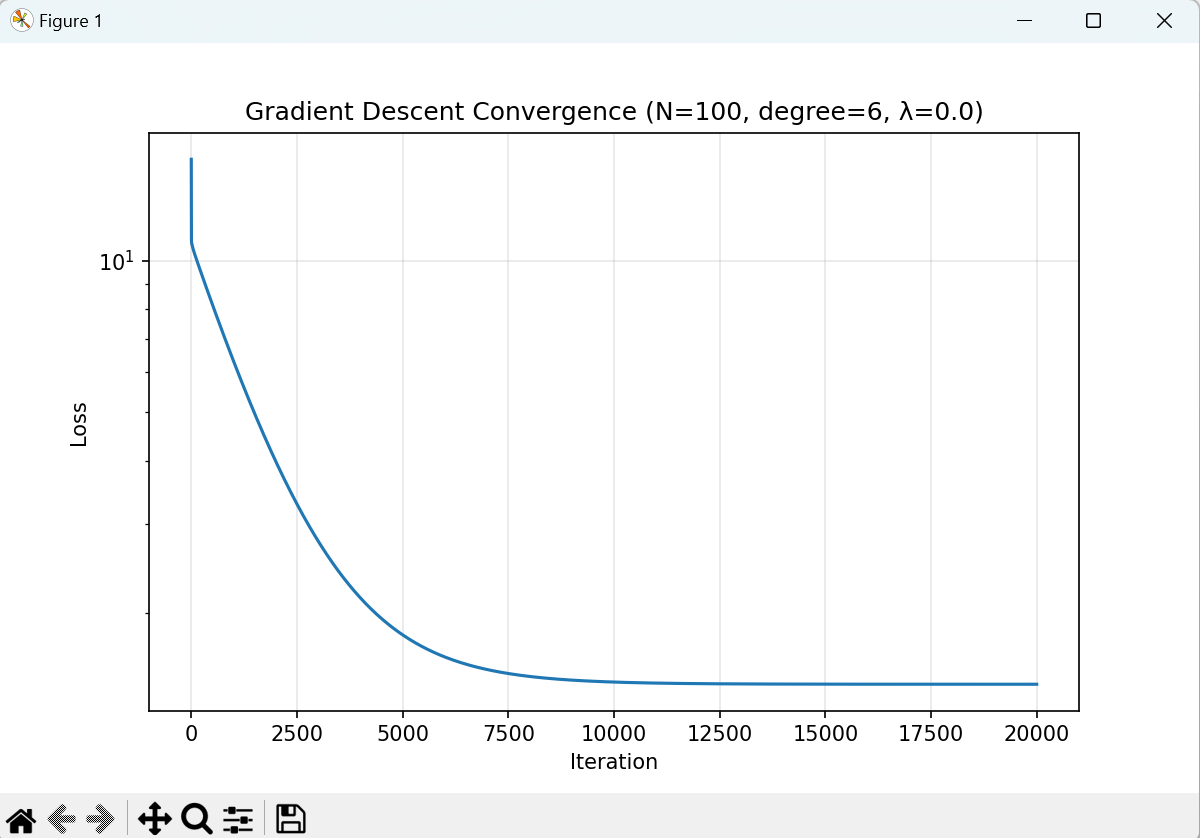 Figure 1
Gradient Descent Convergence (N=100, degree=6, λ=0.0)
10¹
Loss
0 2500 5000 7500 10000 12500 15000 17500 20000
Iteration